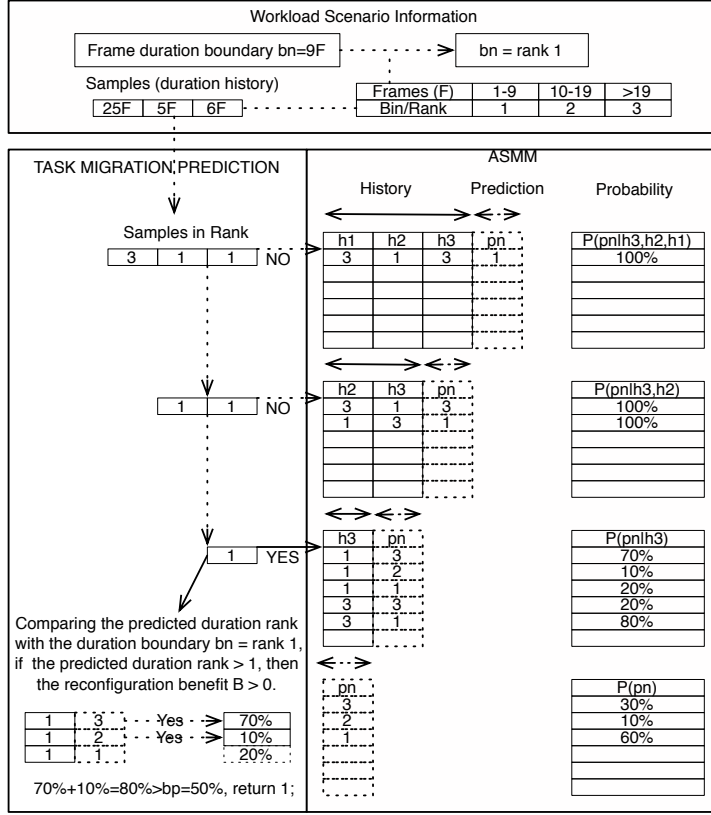 Workload Scenario Information
Frame duration boundary bn=9F bn = rank 1
Samples (duration history)
Frames (F) 1-9 10-19 >19
25F 5F 6F Bin/Rank 1 2 3
TASK MIGRATION PREDICTION
ASMM
History Prediction Probability
Samples in Rank
h1 h2 h3 pn P(pn|h3,h2,h1)
3 1 1 NO 3 1 3 1 100%
h2 h3 pn P(pn|h3,h2)
1 1 NO 3 1 3 100%
1 3 1 100%
h3 pn P(pn|h3)
1 YES 1 3 70%
1 2 10%
1 1 20%
3 3 20%
3 1 80%
Comparing the predicted duration rank
with the duration boundary bn = rank 1,
if the predicted duration rank > 1, then
the reconfiguration benefit B > 0.
pn P(pn)
3 30%
2 10%
1 60%
1 3 Yes 70%
1 2 Yes 10%
1 1 20%
70%+10%=80%>bp=50%, return 1;